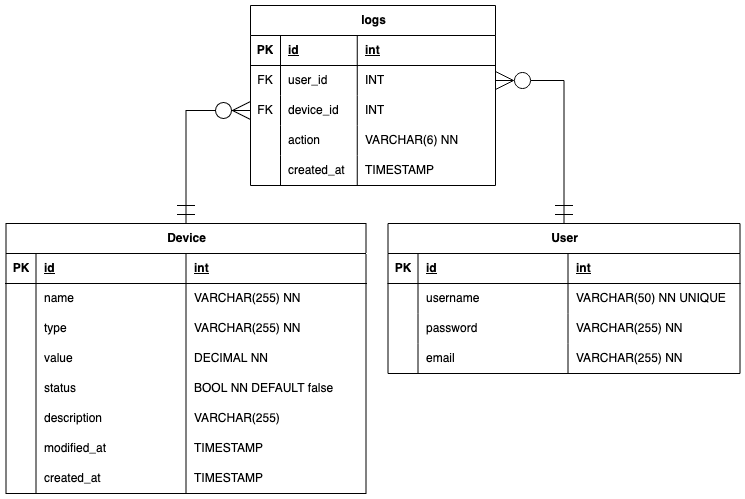 logs
PK id int
FK user_id INT
FK device_id INT
action VARCHAR(6) NN
created_at TIMESTAMP
Device
PK id int
name VARCHAR(255) NN
type VARCHAR(255) NN
value DECIMAL NN
status BOOL NN DEFAULT false
description VARCHAR(255)
modified_at TIMESTAMP
created_at TIMESTAMP
User
PK id int
username VARCHAR(50) NN UNIQUE
password VARCHAR(255) NN
email VARCHAR(255) NN